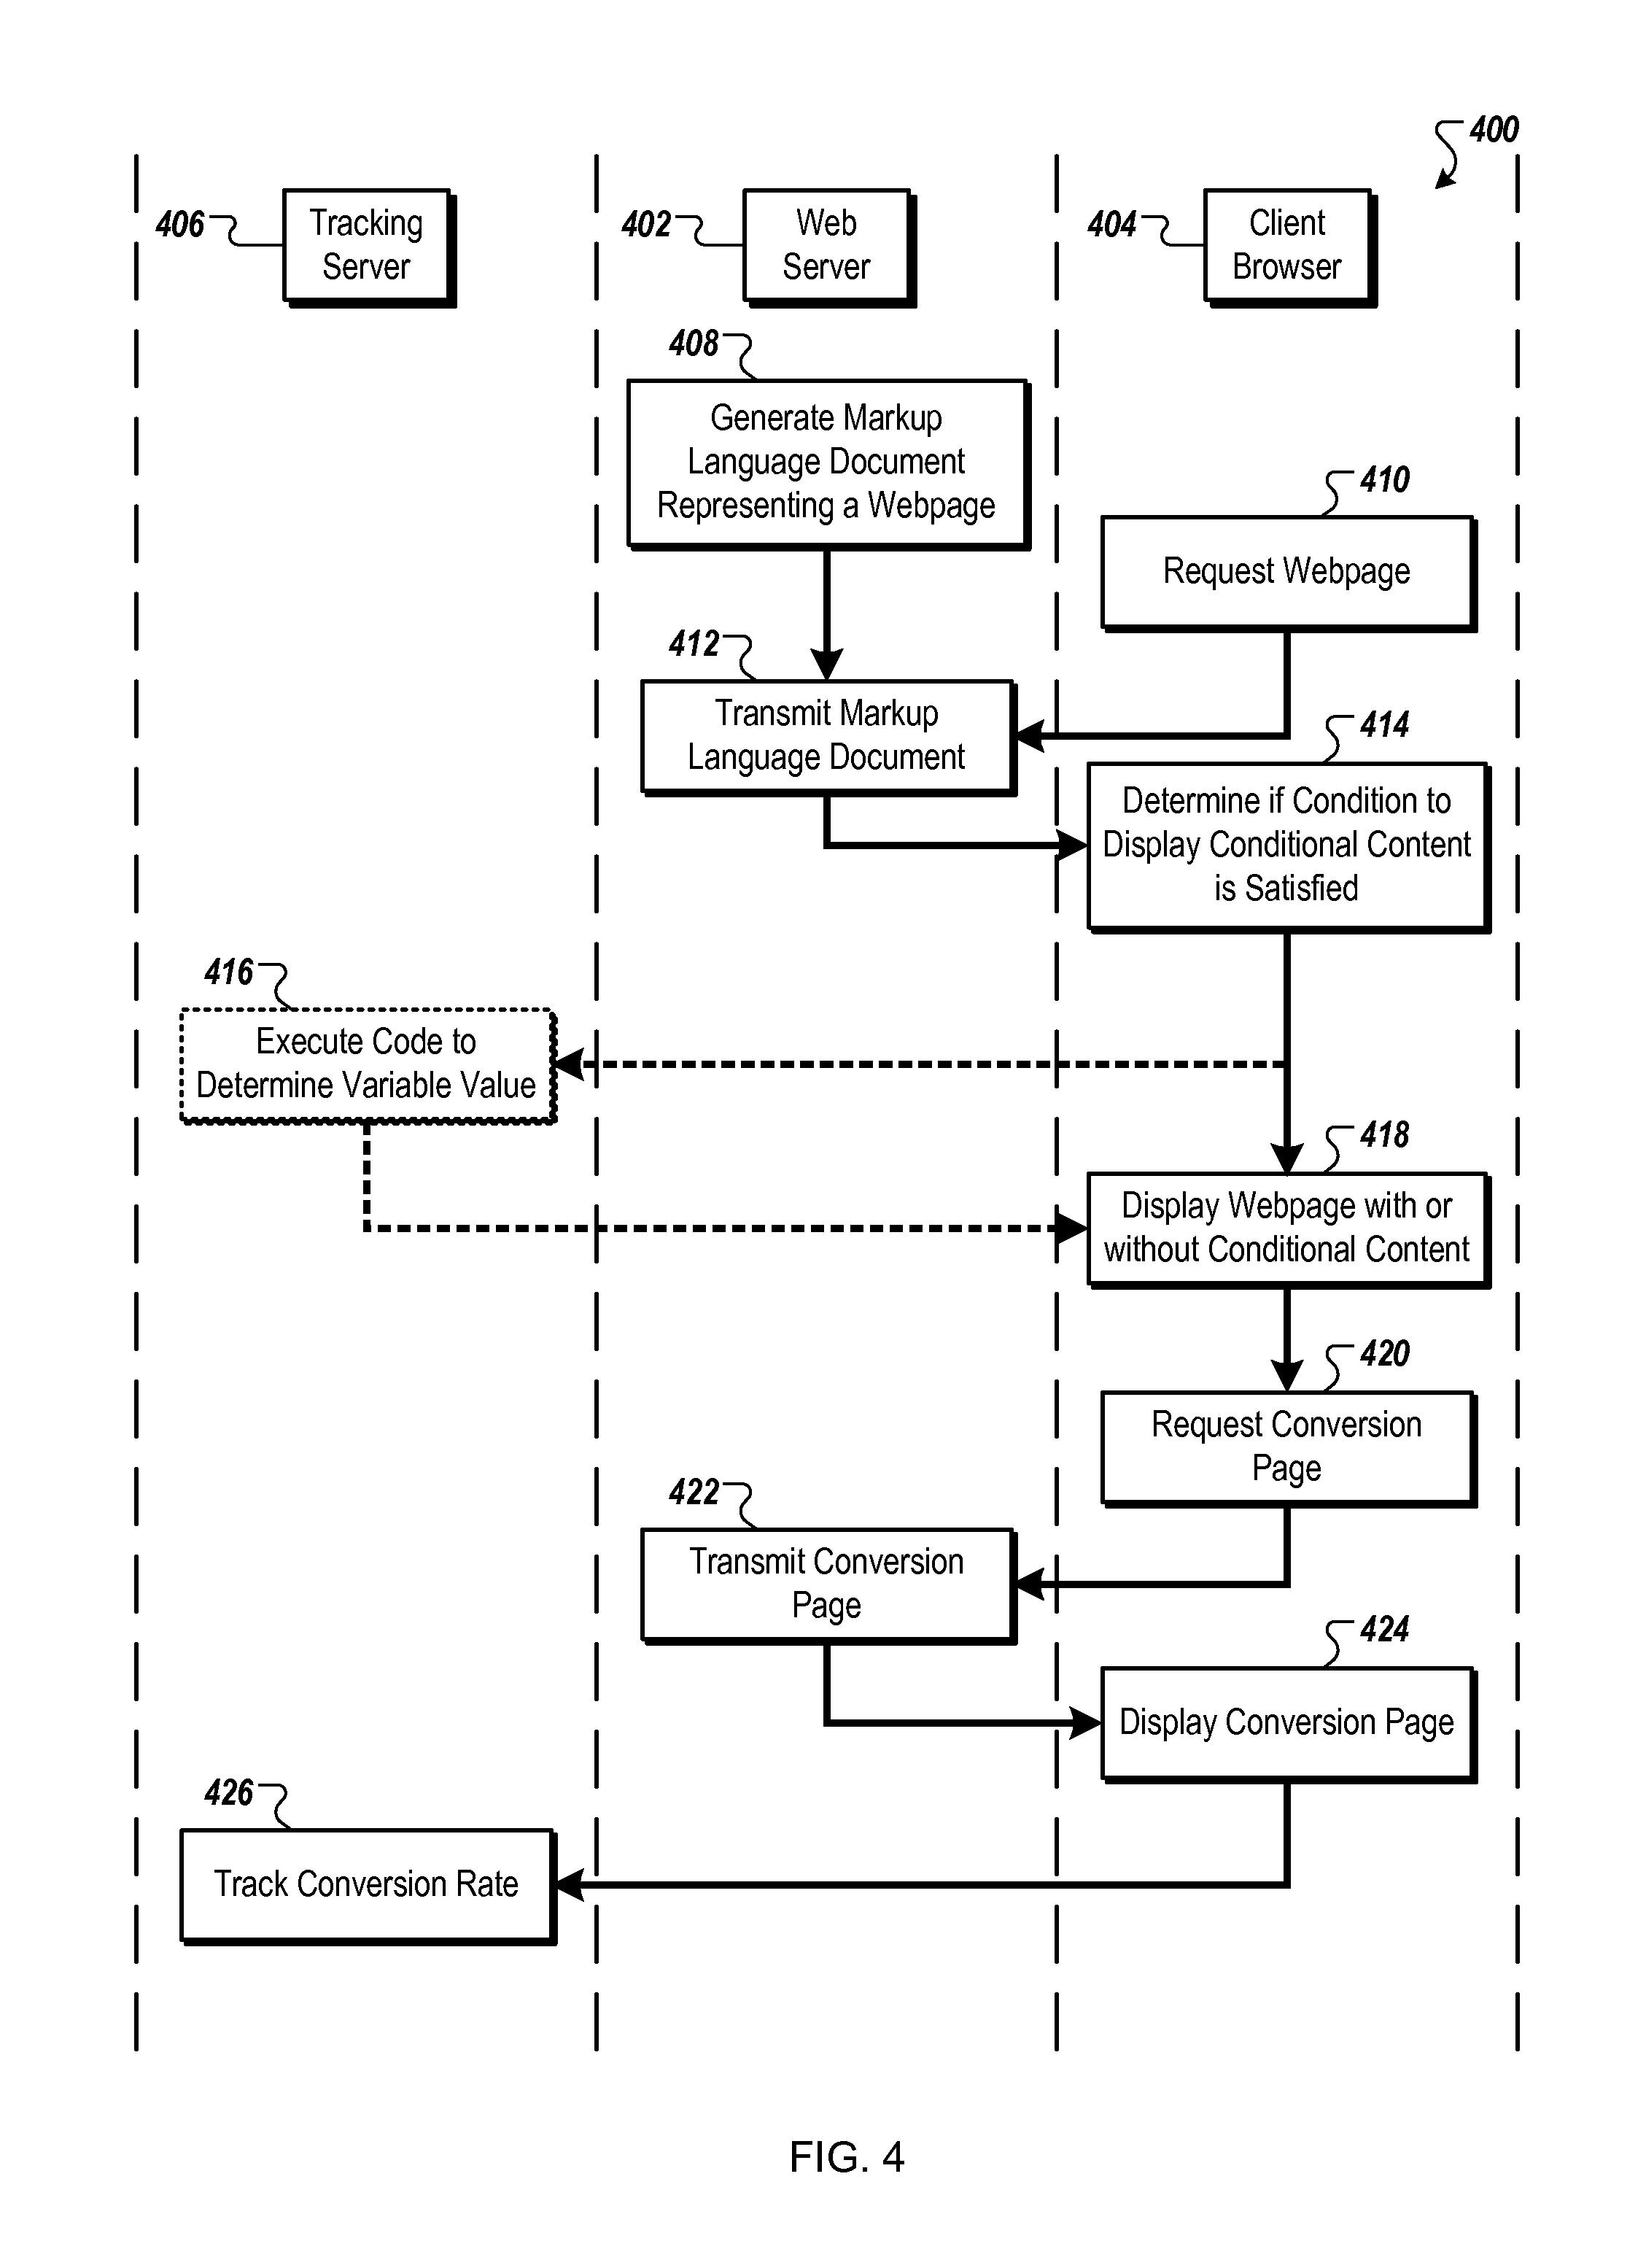 400
406
Tracking
Server
402
Web
Server
404
Client
Browser
408
Generate Markup
Language Document
Representing a Webpage
410
Request Webpage
412
Transmit Markup
Language Document
414
Determine if Condition to
Display Conditional Content
is Satisfied
416
Execute Code to
Determine Variable Value
418
Display Webpage with or
without Conditional Content
420
Request Conversion
Page
422
Transmit Conversion
Page
424
Display Conversion Page
426
Track Conversion Rate
FIG. 4